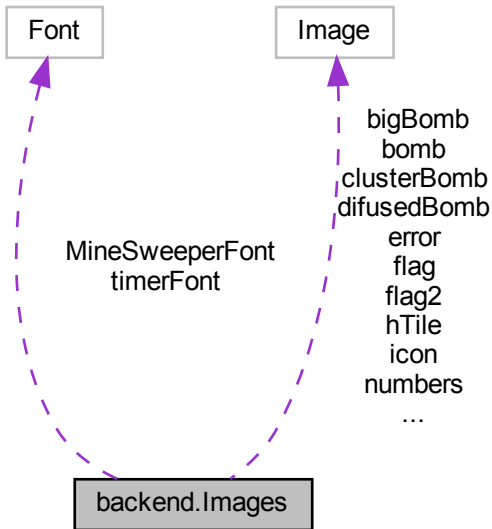 Font
Image
bigBomb
bomb
clusterBomb
difusedBomb
error
flag
flag2
hTile
icon
numbers
...
MineSweeperFont
timerFont
backend.Images